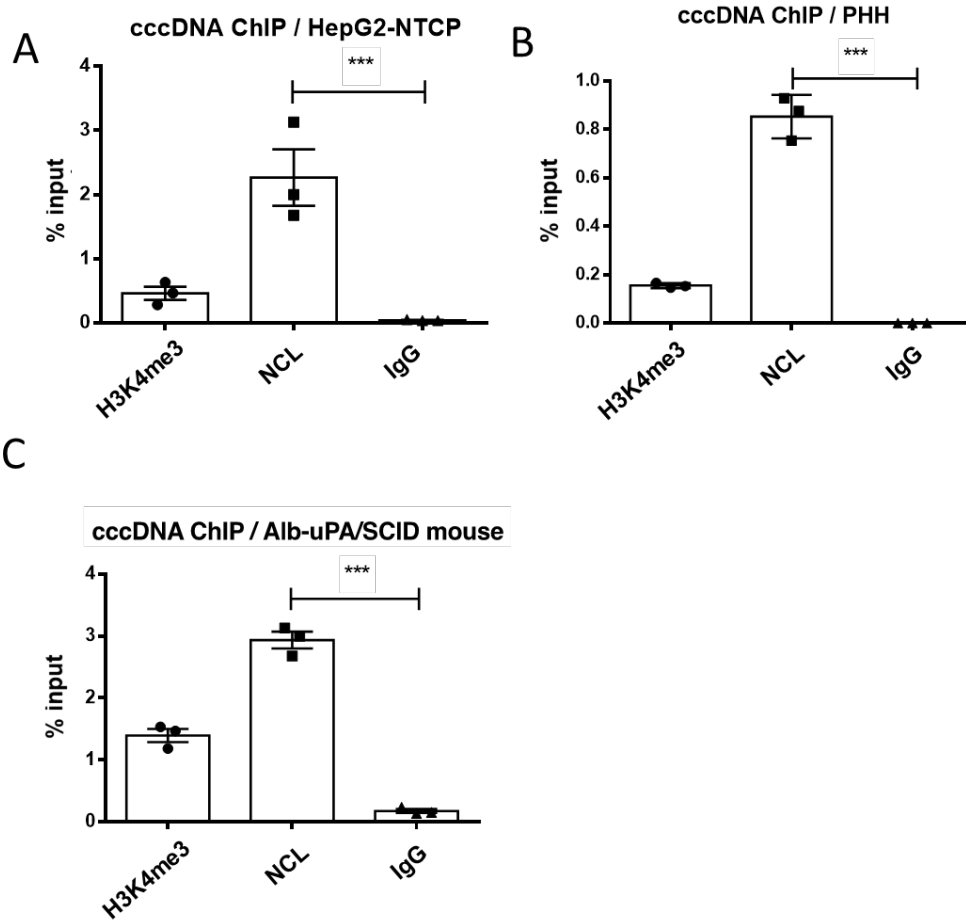 A
cccDNA ChIP / HepG2-NTCP
4
3
2
1
0
% input
***
H3K4me3
NCL
IgG
B
cccDNA ChIP / PHH
1.0
0.8
0.6
0.4
0.2
0.0
% input
***
H3K4me3
NCL
IgG
C
cccDNA ChIP / Alb-uPA/SCID mouse
4
3
2
1
0
% input
***
H3K4me3
NCL
IgG